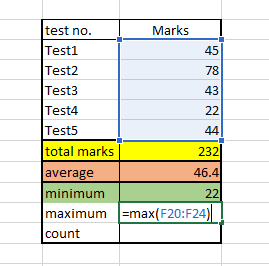 test no. Marks
Test1 45
Test2 78
Test3 43
Test4 22
Test5 44
total marks 232
average 46.4
minimum 22
maximum =max(F20:F24)
count